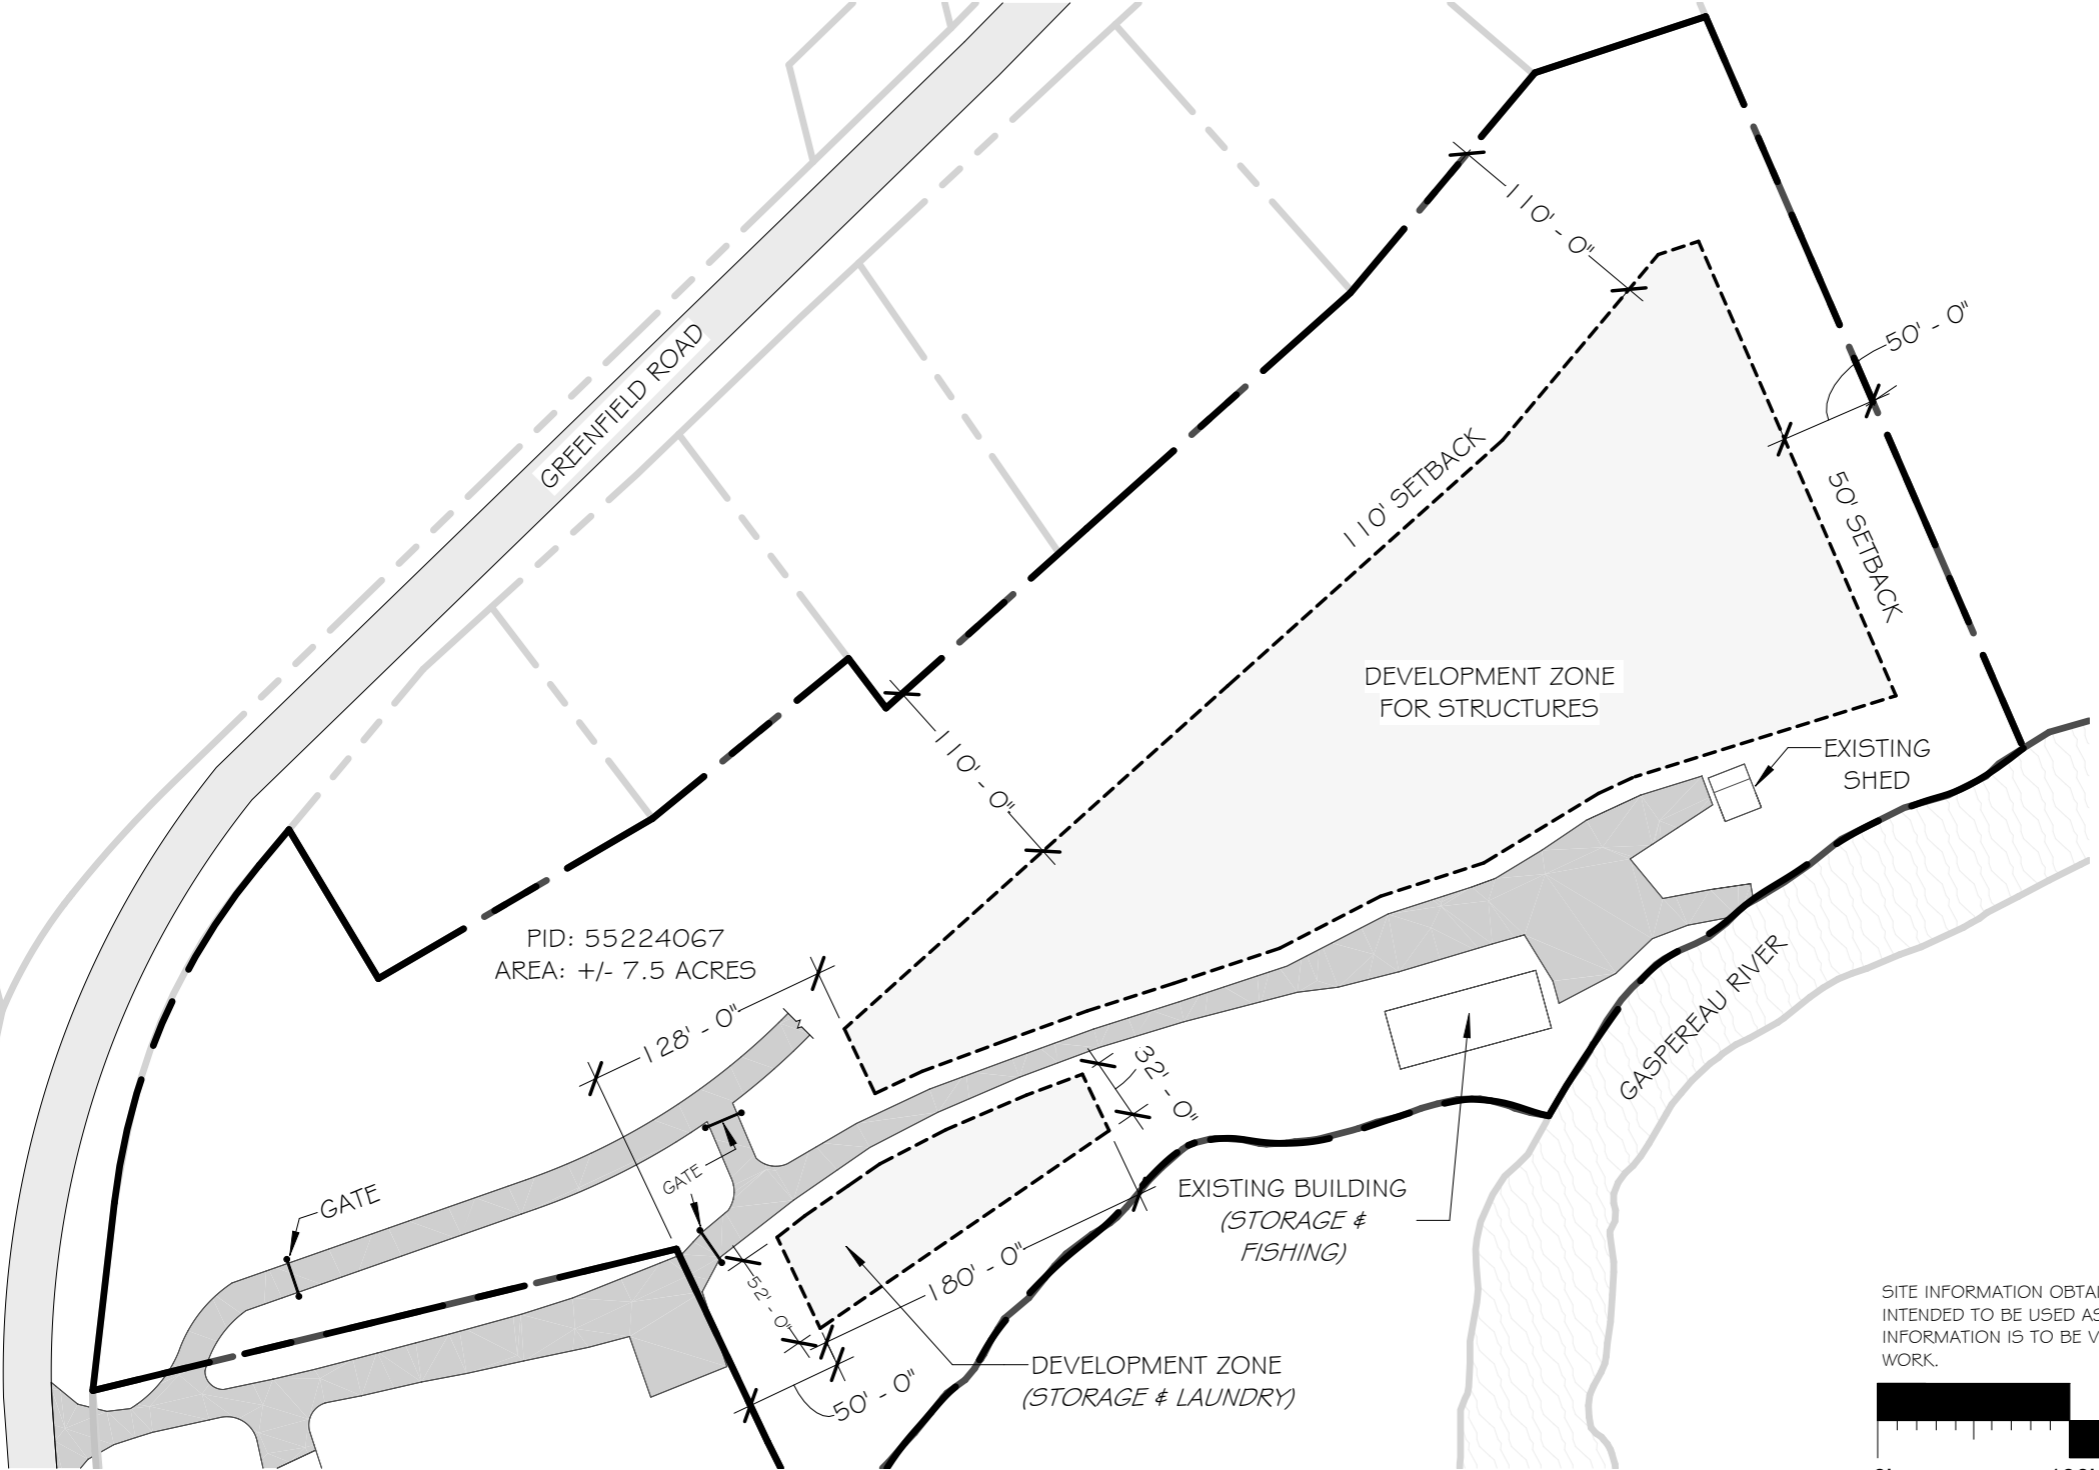 110' - 0"
50' - 0"
GREENFIELD ROAD
110' SETBACK
50' SETBACK
DEVELOPMENT ZONE
FOR STRUCTURES
EXISTING
SHED
110' - 0"
PID: 55224067
AREA: +/- 7.5 ACRES
128' - 0"
GASPEREAU RIVER
32' - 0"
GATE
GATE
EXISTING BUILDING
(STORAGE &
FISHING)
180' - 0"
52' - 0"
DEVELOPMENT ZONE
(STORAGE & LAUNDRY)
50' - 0"
SITE INFORMATION OBTAI
INTENDED TO BE USED AS
INFORMATION IS TO BE V
WORK.